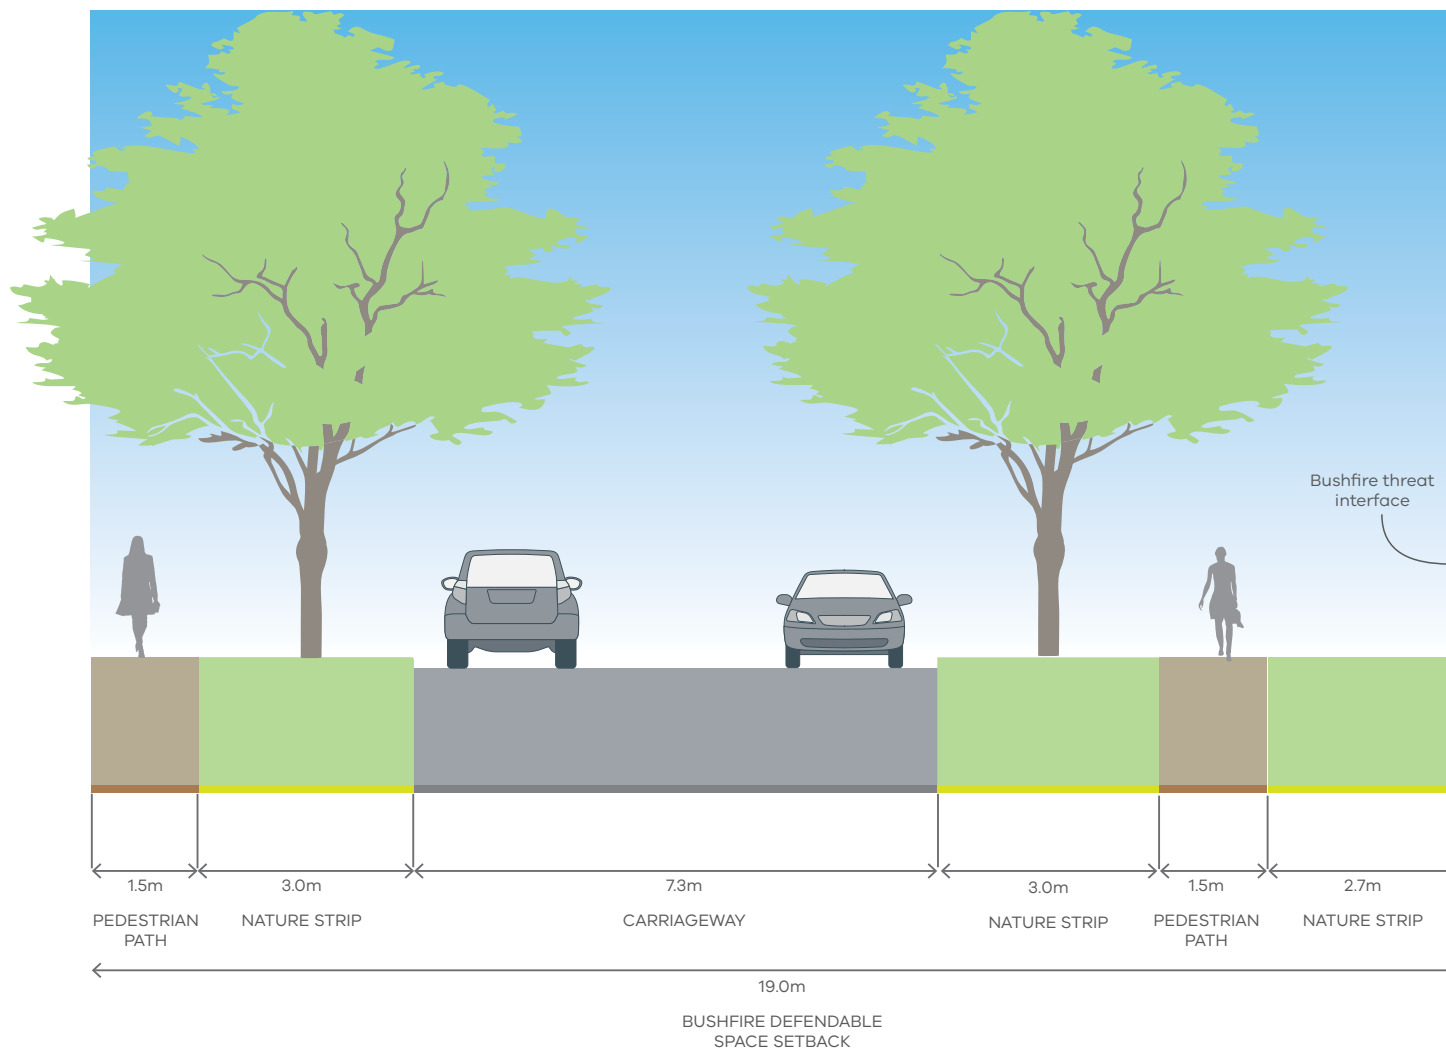 Bushfire threat
interface
1.5m
3.0m
7.3m
3.0m
1.5m
2.7m
PEDESTRIAN
PATH
NATURE STRIP
CARRIAGEWAY
NATURE STRIP
PEDESTRIAN
PATH
NATURE STRIP
19.0m
BUSHFIRE DEFENDABLE
SPACE SETBACK